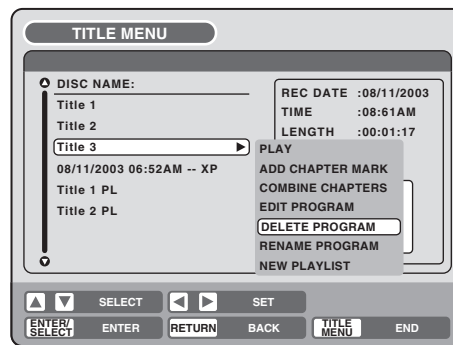 TITLE MENU
DISC NAME:
Title 1
Title 2
Title 3
08/11/2003 06:52AM -- XP
Title 1 PL
Title 2 PL
REC DATE :08/11/2003
TIME :08:61AM
LENGTH :00:01:17
PLAY
ADD CHAPTER MARK
COMBINE CHAPTERS
EDIT PROGRAM
DELETE PROGRAM
RENAME PROGRAM
NEW PLAYLIST
SELECT SET
ENTER/SELECT ENTER RETURN BACK TITLE MENU END